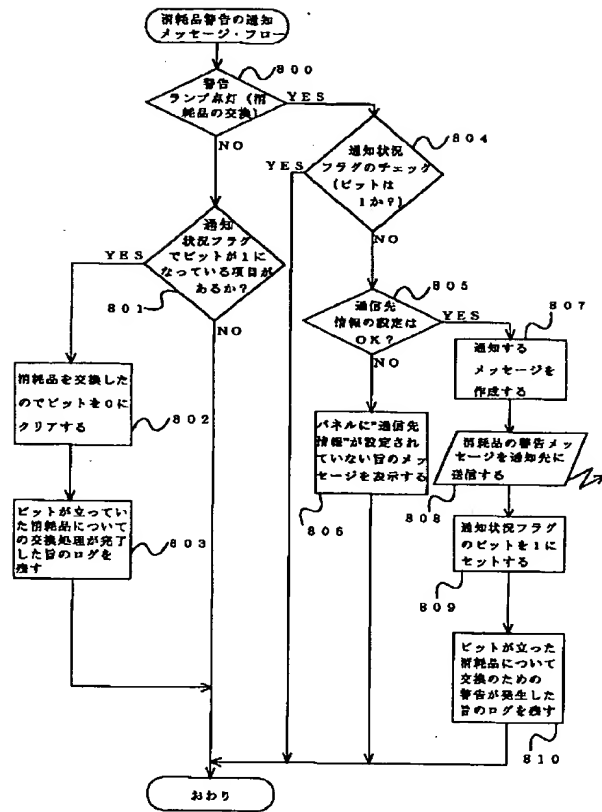 消耗品警告の通知
メッセージ・フロー
800
警告
ランプ点灯(消
耗品の交換)
YES
NO
804
通知状況
フラグのチェック
(ビットは
1か?)
YES
NO
通知
状況フラグ
でビットが1に
なっている項目が
あるか?
YES
801
NO
805
通信先
情報の設定は
OK?
YES
NO
807
通知する
メッセージを
作成する
消耗品を交換した
のでビットを0に
クリアする
802
パネルに"通信先
情報"が設定され
ていない旨のメッ
セージを表示する
806
消耗品の警告メッ
セージを通知先に
送信する
808
ビットが立ってい
た消耗品について
の交換処理が完了
した旨のログを
残す
803
通知状況フラグ
のビットを1に
セットする
809
ビットが立った
消耗品について
交換のための
警告が発生した
旨のログを残す
810
おわり